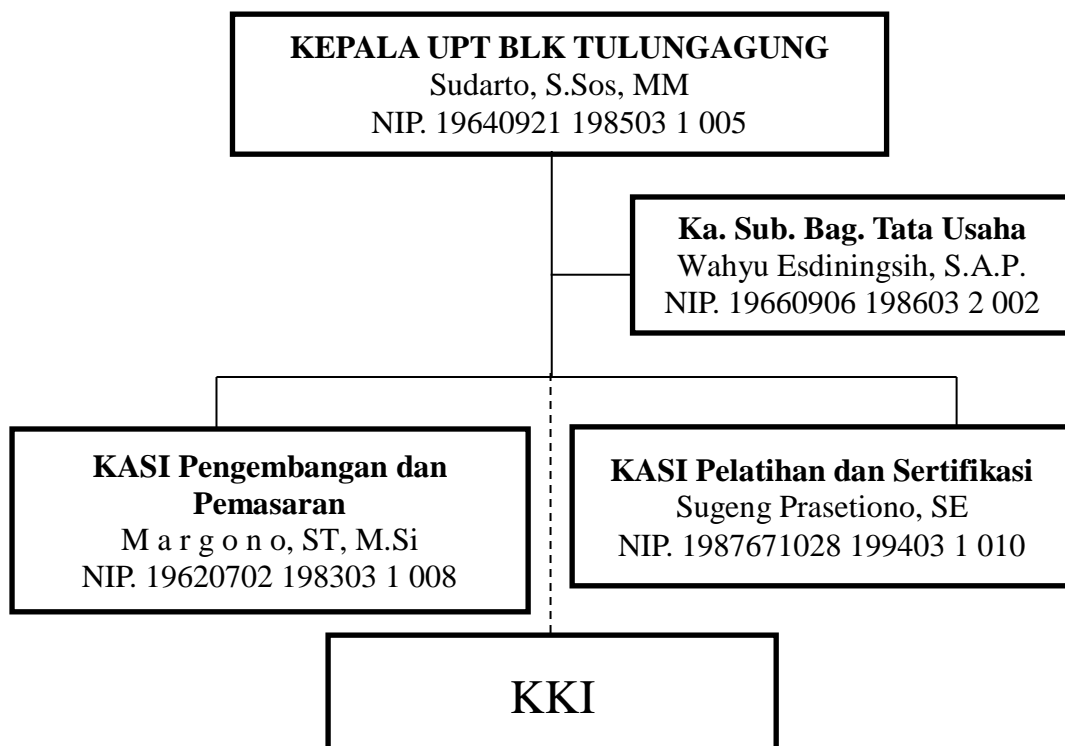 KEPALA UPT BLK TULUNGAGUNG
Sudarto, S.Sos, MM
NIP. 19640921 198503 1 005
Ka. Sub. Bag. Tata Usaha
Wahyu Esdiningsih, S.A.P.
NIP. 19660906 198603 2 002
KASI Pengembangan dan
Pemasaran
M a r g o n o, ST, M.Si
NIP. 19620702 198303 1 008
KASI Pelatihan dan Sertifikasi
Sugeng Prasetiono, SE
NIP. 1987671028 199403 1 010
KKI